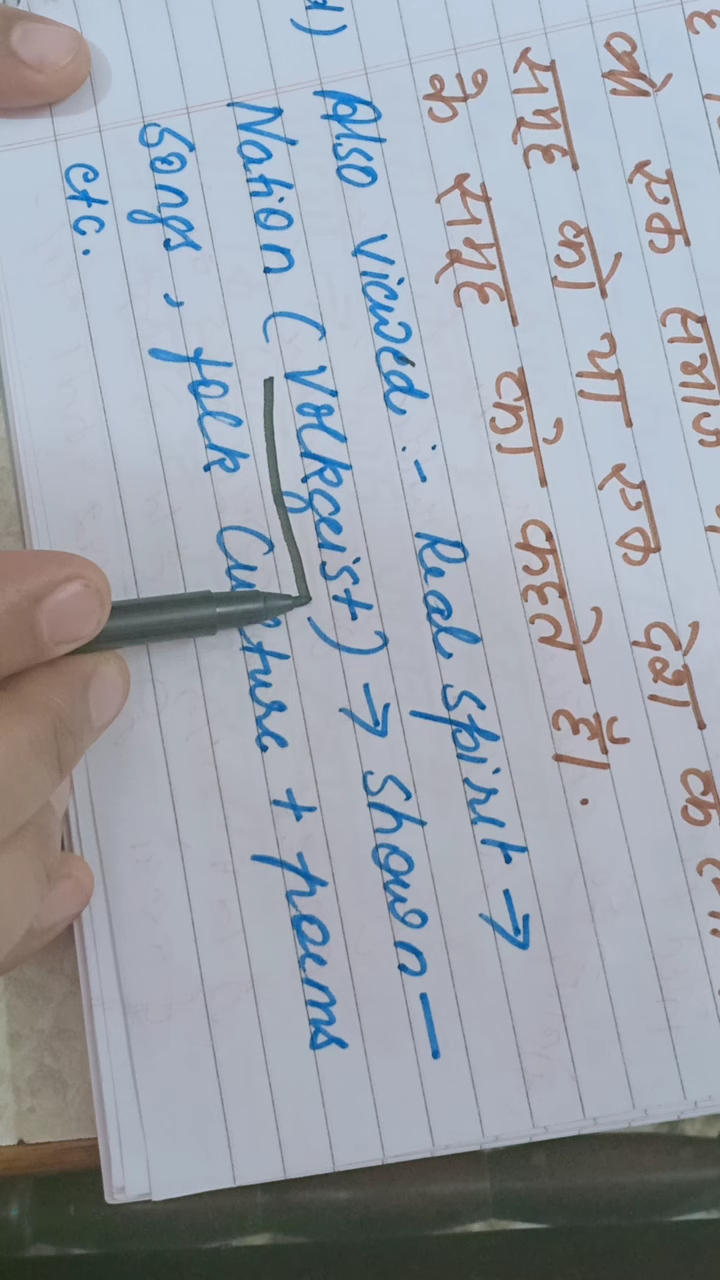 को एक समाज
समूह को या एक देश के
के समूह को कहते हैं।.
d) Also viewed :- Real spirit →
Nation (Volkgeist) → shown —
Songs, folk Culture + poems
etc.